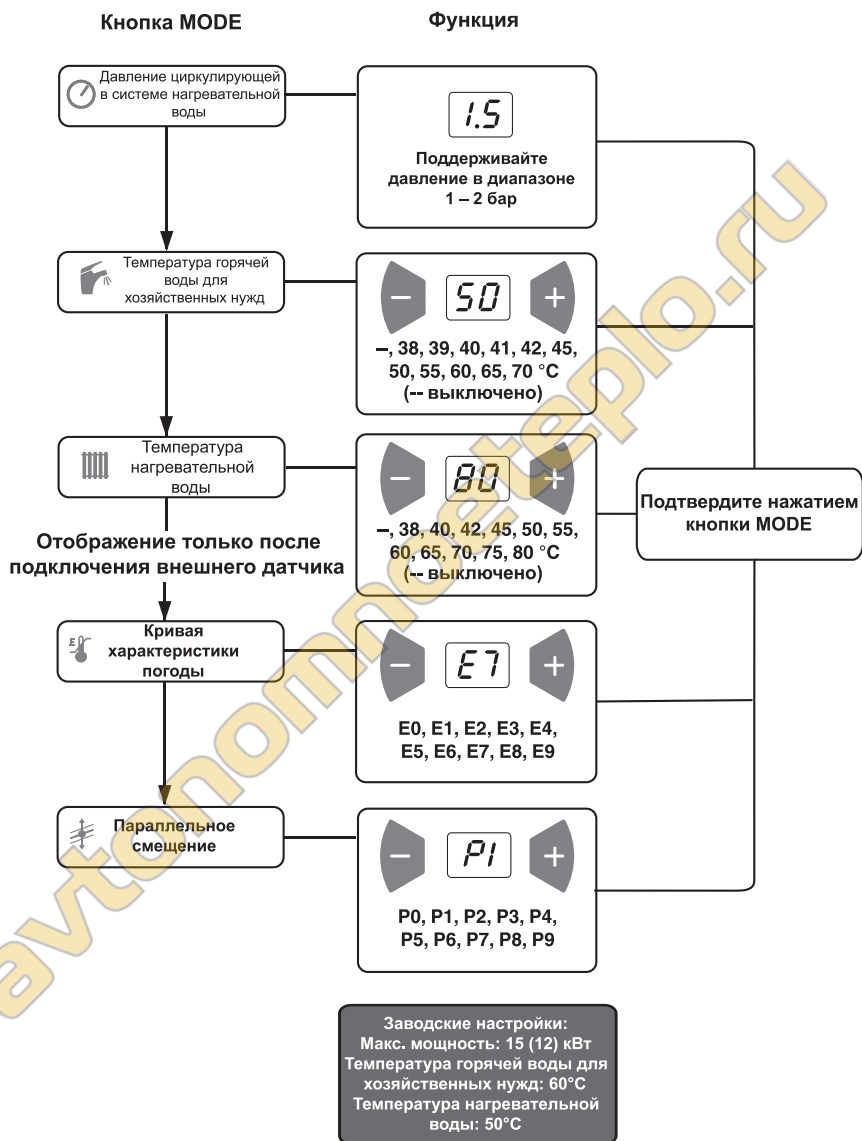 Кнопка MODE
Функция
Давление циркулирующей
в системе нагревательной
воды
1.5
Поддерживайте
давление в диапазоне
1 – 2 бар
Температура горячей
воды для
хозяйственных нужд
–
50
+
–, 38, 39, 40, 41, 42, 45,
50, 55, 60, 65, 70 °C
(-- выключено)
Температура
нагревательной
воды
–
80
+
–, 38, 40, 42, 45, 50, 55,
60, 65, 70, 75, 80 °C
(-- выключено)
Подтвердите нажатием
кнопки MODE
Отображение только после
подключения внешнего датчика
E
Кривая
характеристики
погоды
–
E7
+
E0, E1, E2, E3, E4,
E5, E6, E7, E8, E9
Параллельное
смещение
–
P1
+
P0, P1, P2, P3, P4,
P5, P6, P7, P8, P9
Заводские настройки:
Макс. мощность: 15 (12) кВт
Температура горячей воды для
хозяйственных нужд: 60°C
Температура нагревательной
воды: 50°C
avtonomnoeteplo.ru